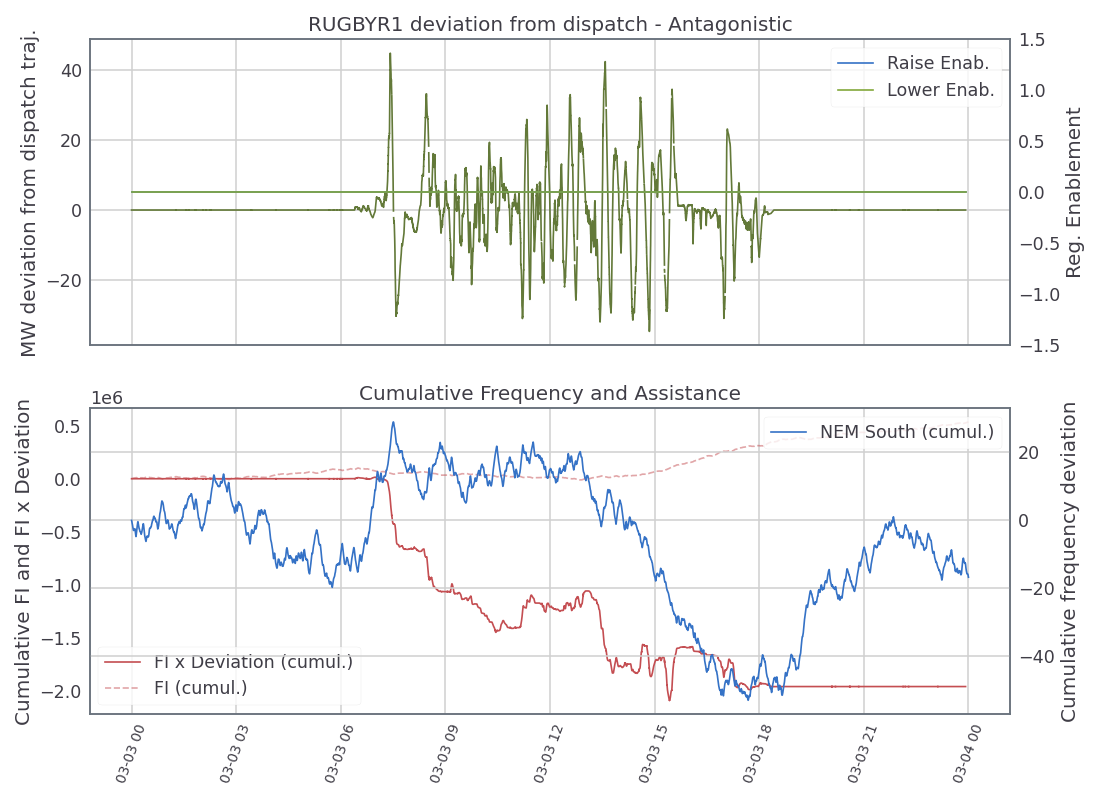 RUGBYR1 deviation from dispatch - Antagonistic
MW deviation from dispatch traj.
40
20
0
−20
Raise Enab.
Lower Enab.
1.5
1.0
0.5
0.0
−0.5
−1.0
−1.5
Reg. Enablement
Cumulative Frequency and Assistance
1e6
Cumulative FI and FI x Deviation
0.5
0.0
−0.5
−1.0
−1.5
−2.0
NEM South (cumul.)
FI x Deviation (cumul.)
FI (cumul.)
20
0
−20
−40
Cumulative frequency deviation
03-03 00
03-03 03
03-03 06
03-03 09
03-03 12
03-03 15
03-03 18
03-03 21
03-04 00